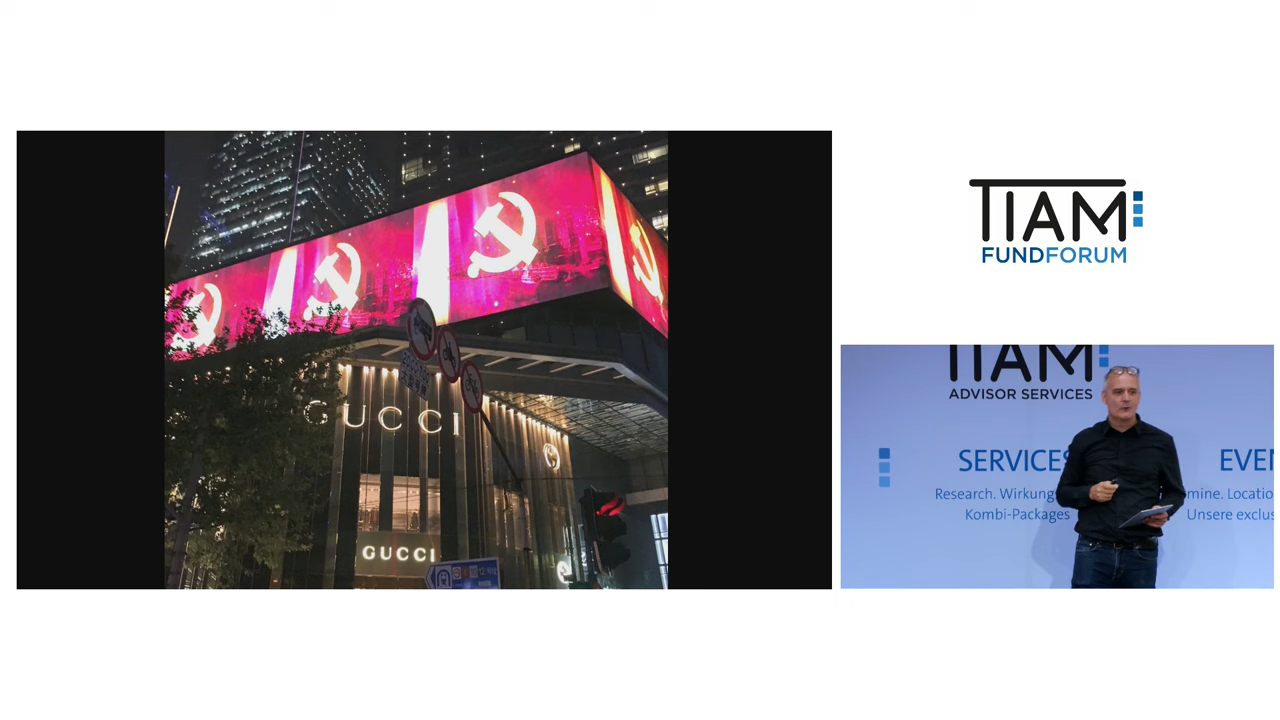 GUCCI
GUCCI
TIAM
FUNDFORUM
TIAM
ADVISOR SERVICES
SERVICES
Research. Wirkung
Kombi-Packages
EVEN
mine. Locatio
Unsere exclus